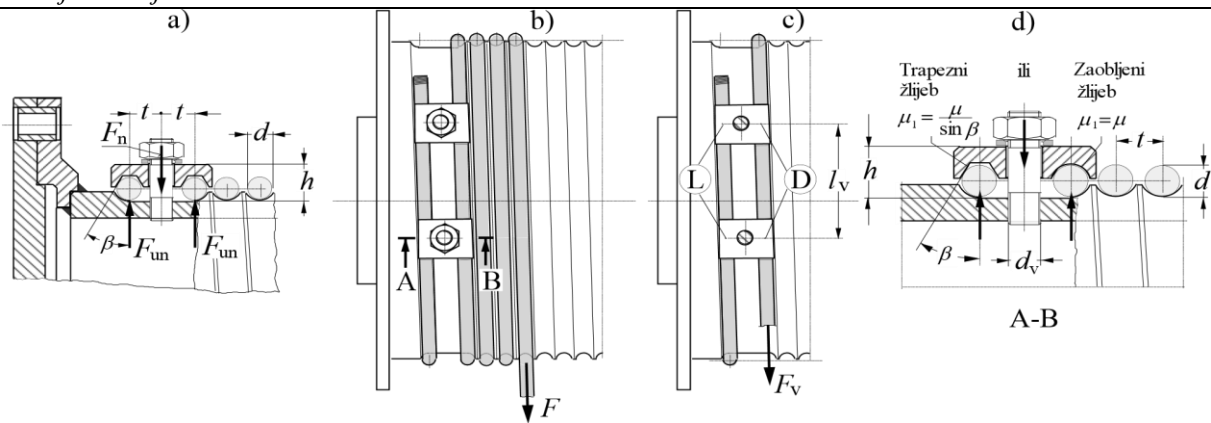 a)
b)
c)
d)
Trapezni
žlijeb
μ₁ = μ / sin β
ili
Zaobljeni
žlijeb
μ₁ = μ
t
t
d
Fn
h
β
Fun
Fun
A
B
F
L
D
lv
Fv
t
h
d
β
dv
A-B